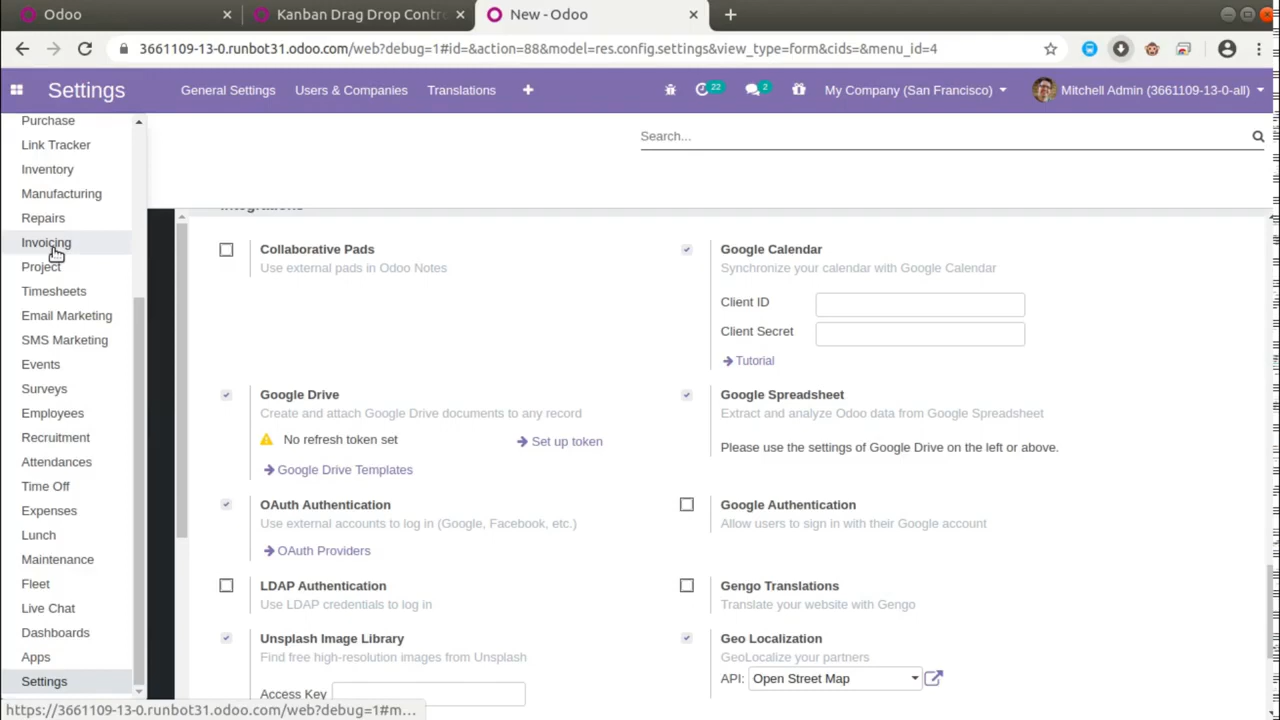 Odoo
Kanban Drag Drop Contr
New - Odoo
3661109-13-0.runbot31.odoo.com/web?debug=1#id=&action=88&model=res.config.settings&view_type=form&cids=&menu_id=4
Settings
General Settings
Users & Companies
Translations
22
2
My Company (San Francisco)
Mitchell Admin (3661109-13-0-all)
Search...
Purchase
Link Tracker
Inventory
Manufacturing
Repairs
Invoicing
Project
Timesheets
Email Marketing
SMS Marketing
Events
Surveys
Employees
Recruitment
Attendances
Time Off
Expenses
Lunch
Maintenance
Fleet
Live Chat
Dashboards
Apps
Settings
Integrations
Collaborative Pads
Use external pads in Odoo Notes
Google Calendar
Synchronize your calendar with Google Calendar
Client ID
Client Secret
Tutorial
Google Drive
Create and attach Google Drive documents to any record
No refresh token set
Set up token
Google Drive Templates
Google Spreadsheet
Extract and analyze Odoo data from Google Spreadsheet
Please use the settings of Google Drive on the left or above.
OAuth Authentication
Use external accounts to log in (Google, Facebook, etc.)
OAuth Providers
Google Authentication
Allow users to sign in with their Google account
LDAP Authentication
Use LDAP credentials to log in
Gengo Translations
Translate your website with Gengo
Unsplash Image Library
Find free high-resolution images from Unsplash
Access Key
Geo Localization
GeoLocalize your partners
API: Open Street Map
https://3661109-13-0.runbot31.odoo.com/web?debug=1#m...